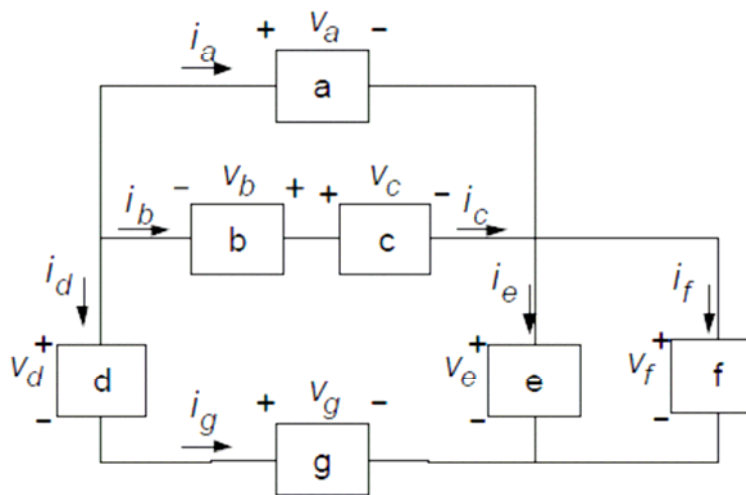 i_a + v_a −
a
i_b − v_b + + v_c − i_c
b c
i_d i_e i_f
+ + +
v_d d v_e e v_f f
− − −
i_g + v_g −
g